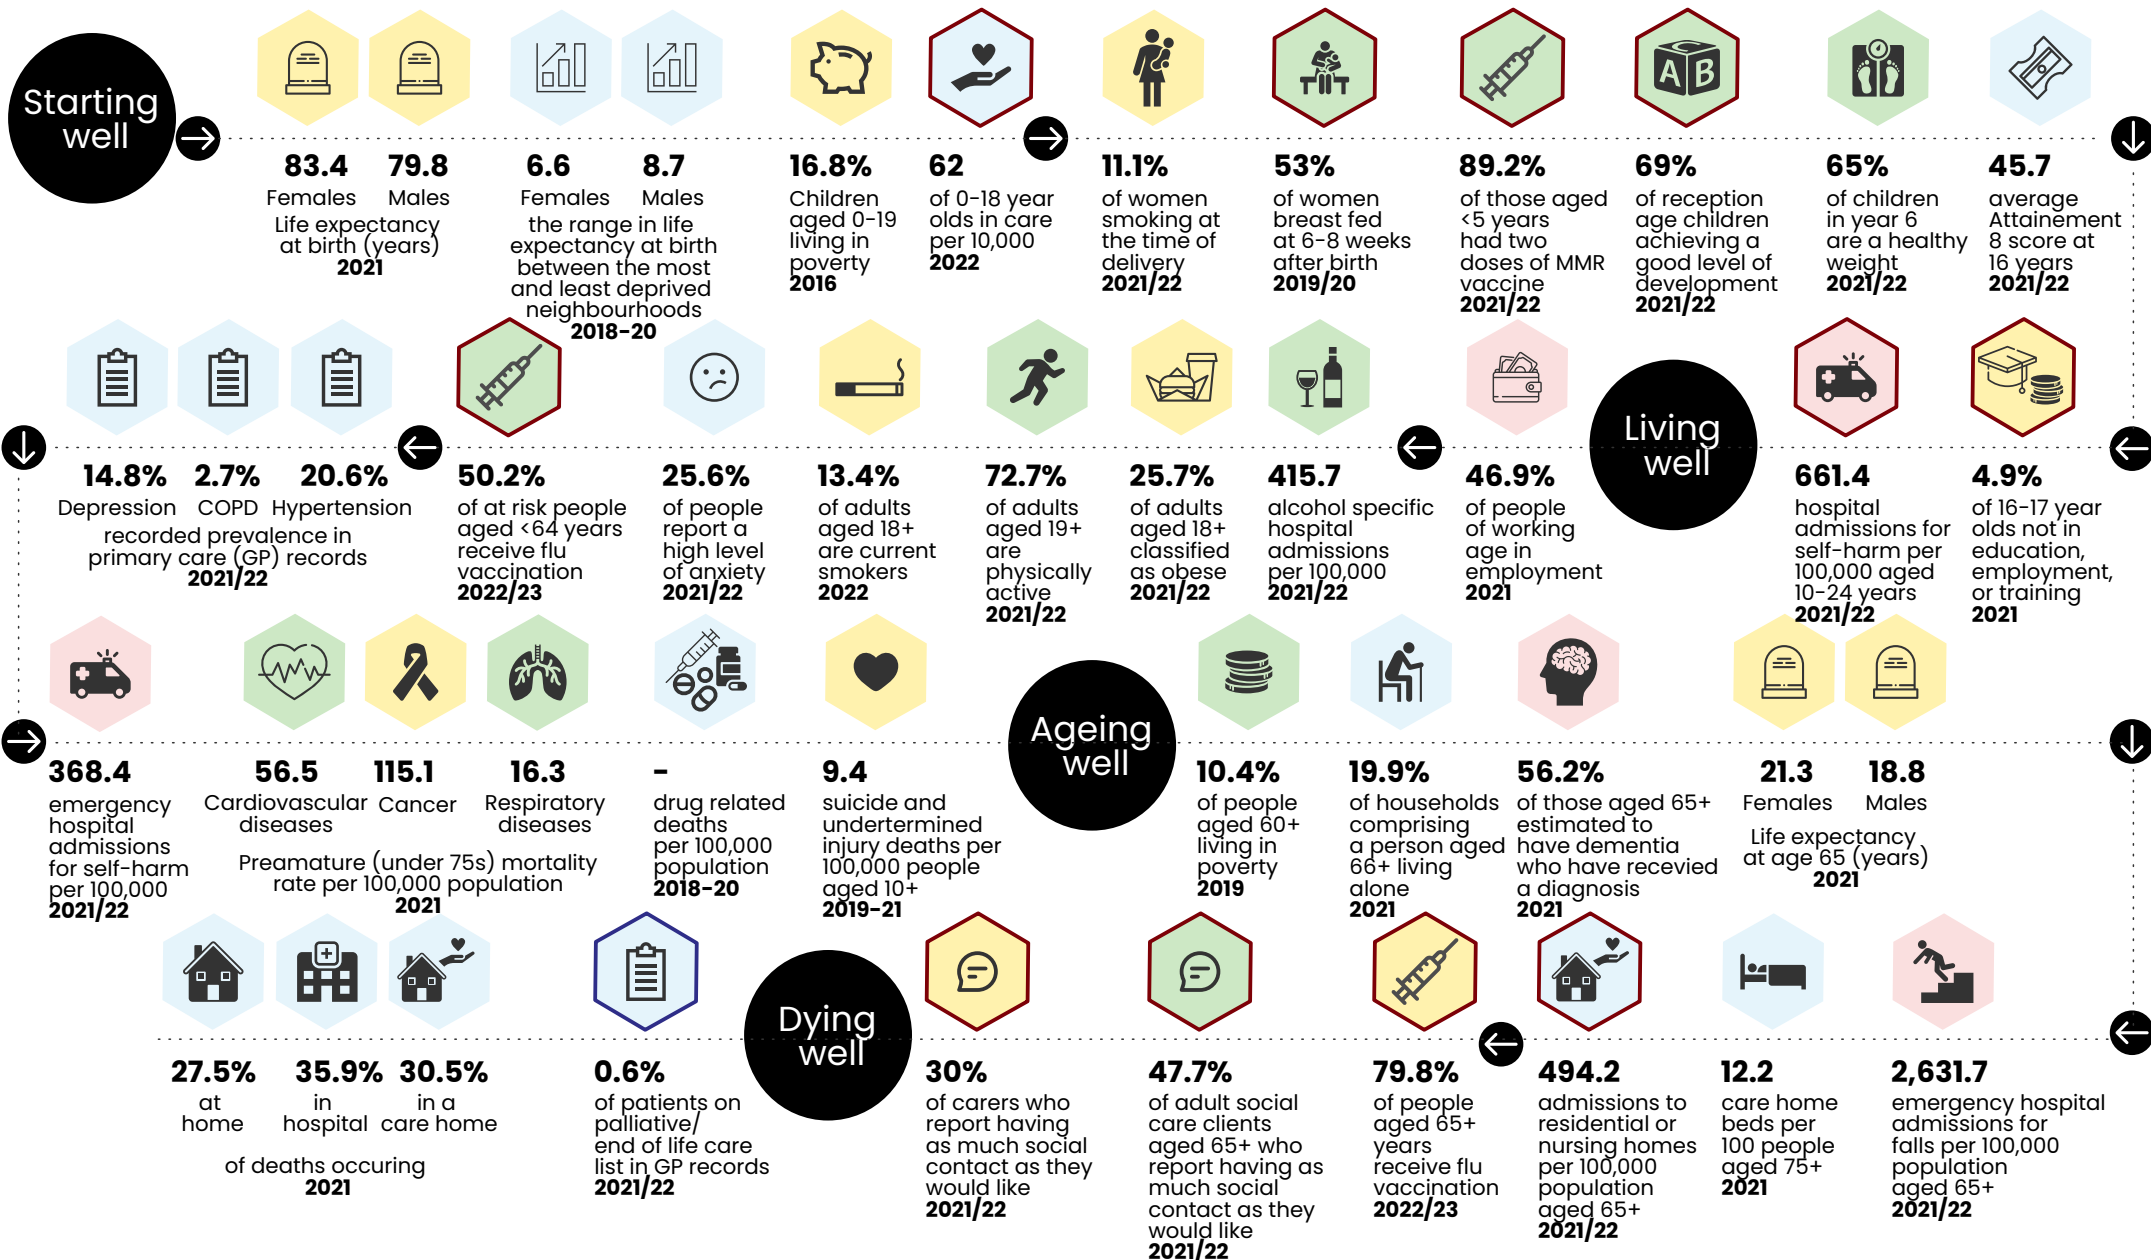 Starting
well
83.4
Females
79.8
Males
Life expectancy
at birth (years)
2021
6.6
Females
8.7
Males
the range in life
expectancy at birth
between the most
and least deprived
neighbourhoods
2018-20
16.8%
Children
aged 0-19
living in
poverty
2016
62
of 0-18 year
olds in care
per 10,000
2022
11.1%
of women
smoking at
the time of
delivery
2021/22
53%
of women
breast fed
at 6-8 weeks
after birth
2019/20
89.2%
of those aged
<5 years
had two
doses of MMR
vaccine
2021/22
A B C
69%
of reception
age children
achieving a
good level of
development
2021/22
65%
of children
in year 6
are a healthy
weight
2021/22
45.7
average
Attainement
8 score at
16 years
2021/22
4.9%
of 16-17 year
olds not in
education,
employment,
or training
2021
661.4
hospital
admissions for
self-harm per
100,000 aged
10-24 years
2021/22
Living
well
46.9%
of people
of working
age in
employment
2021
415.7
alcohol specific
hospital
admissions
per 100,000
2021/22
25.7%
of adults
aged 18+
classified
as obese
2021/22
72.7%
of adults
aged 19+
are
physically
active
2021/22
13.4%
of adults
aged 18+
are current
smokers
2022
25.6%
of people
report a
high level
of anxiety
2021/22
50.2%
of at risk people
aged <64 years
receive flu
vaccination
2022/23
14.8%
Depression
2.7%
COPD
20.6%
Hypertension
recorded prevalence in
primary care (GP) records
2021/22
368.4
emergency
hospital
admissions
for self-harm
per 100,000
2021/22
56.5
Cardiovascular
diseases
115.1
Cancer
16.3
Respiratory
diseases
Preamature (under 75s) mortality
rate per 100,000 population
2021
-
drug related
deaths
per 100,000
population
2018-20
9.4
suicide and
undertermined
injury deaths per
100,000 people
aged 10+
2019-21
Ageing
well
10.4%
of people
aged 60+
living in
poverty
2019
19.9%
of households
comprising
a person aged
66+ living
alone
2021
56.2%
of those aged 65+
estimated to
have dementia
who have recevied
a diagnosis
2021
21.3
Females
18.8
Males
Life expectancy
at age 65 (years)
2021
2,631.7
emergency hospital
admissions for
falls per 100,000
population
aged 65+
2021/22
12.2
care home
beds per
100 people
aged 75+
2021
494.2
admissions to
residential or
nursing homes
per 100,000
population
aged 65+
2021/22
79.8%
of people
aged 65+
years
receive flu
vaccination
2022/23
47.7%
of adult social
care clients
aged 65+ who
report having as
much social
contact as they
would like
2021/22
30%
of carers who
report having
as much social
contact as they
would like
2021/22
Dying
well
0.6%
of patients on
palliative/
end of life care
list in GP records
2021/22
27.5%
at
home
35.9%
in
hospital
30.5%
in a
care home
of deaths occuring
2021